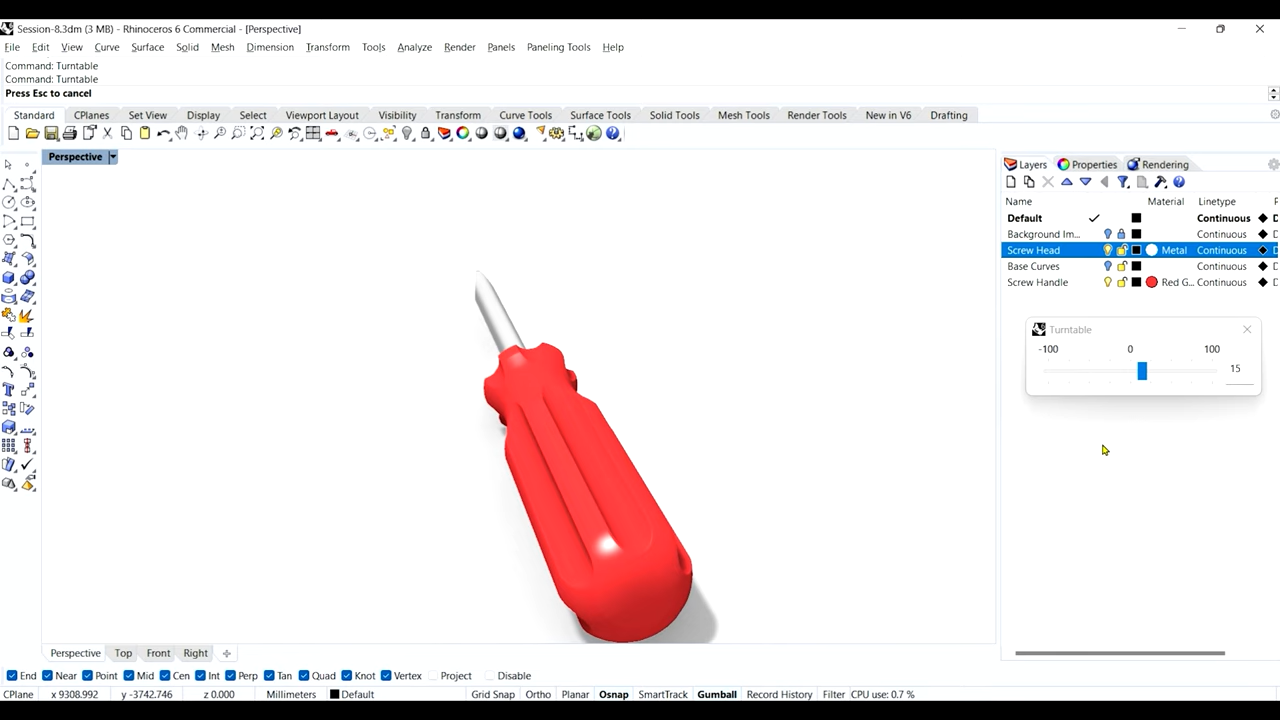 Session-8.3dm (3 MB) - Rhinoceros 6 Commercial - [Perspective]
File Edit View Curve Surface Solid Mesh Dimension Transform Tools Analyze Render Panels Paneling Tools Help
Command: Turntable
Command: Turntable
Press Esc to cancel
Standard CPlanes Set View Display Select Viewport Layout Visibility Transform Curve Tools Surface Tools Solid Tools Mesh Tools Render Tools New in V6 Drafting
Perspective
Layers Properties Rendering
Name Material Linetype P
Default Continuous D
Background Im... Continuous D
Screw Head Metal Continuous D
Base Curves Continuous D
Screw Handle Red G... Continuous D
Turntable
-100 0 100
15
Perspective Top Front Right
End Near Point Mid Cen Int Perp Tan Quad Knot Vertex Project Disable
CPlane x 9308.992 y -3742.746 z 0.000 Millimeters Default Grid Snap Ortho Planar Osnap SmartTrack Gumball Record History Filter CPU use: 0.7 %